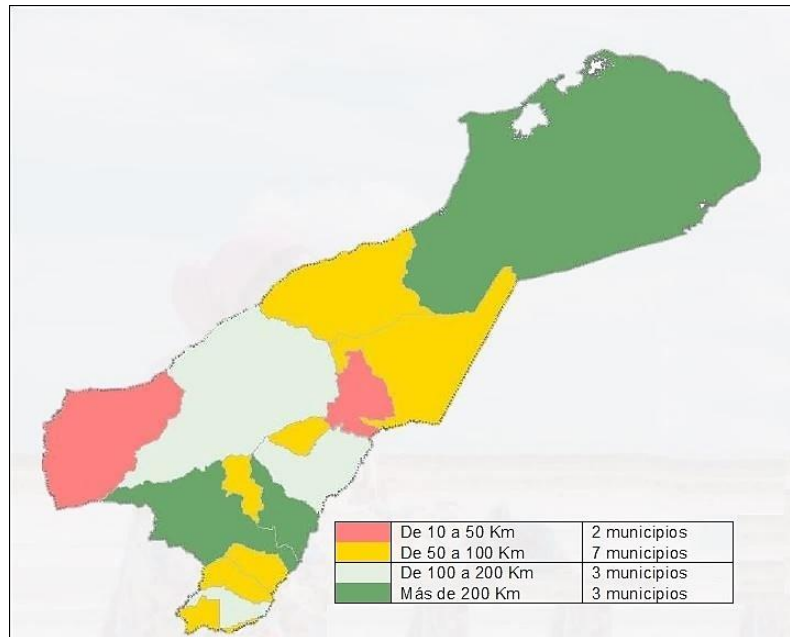 De 10 a 50 Km 2 municipios
De 50 a 100 Km 7 municipios
De 100 a 200 Km 3 municipios
Más de 200 Km 3 municipios